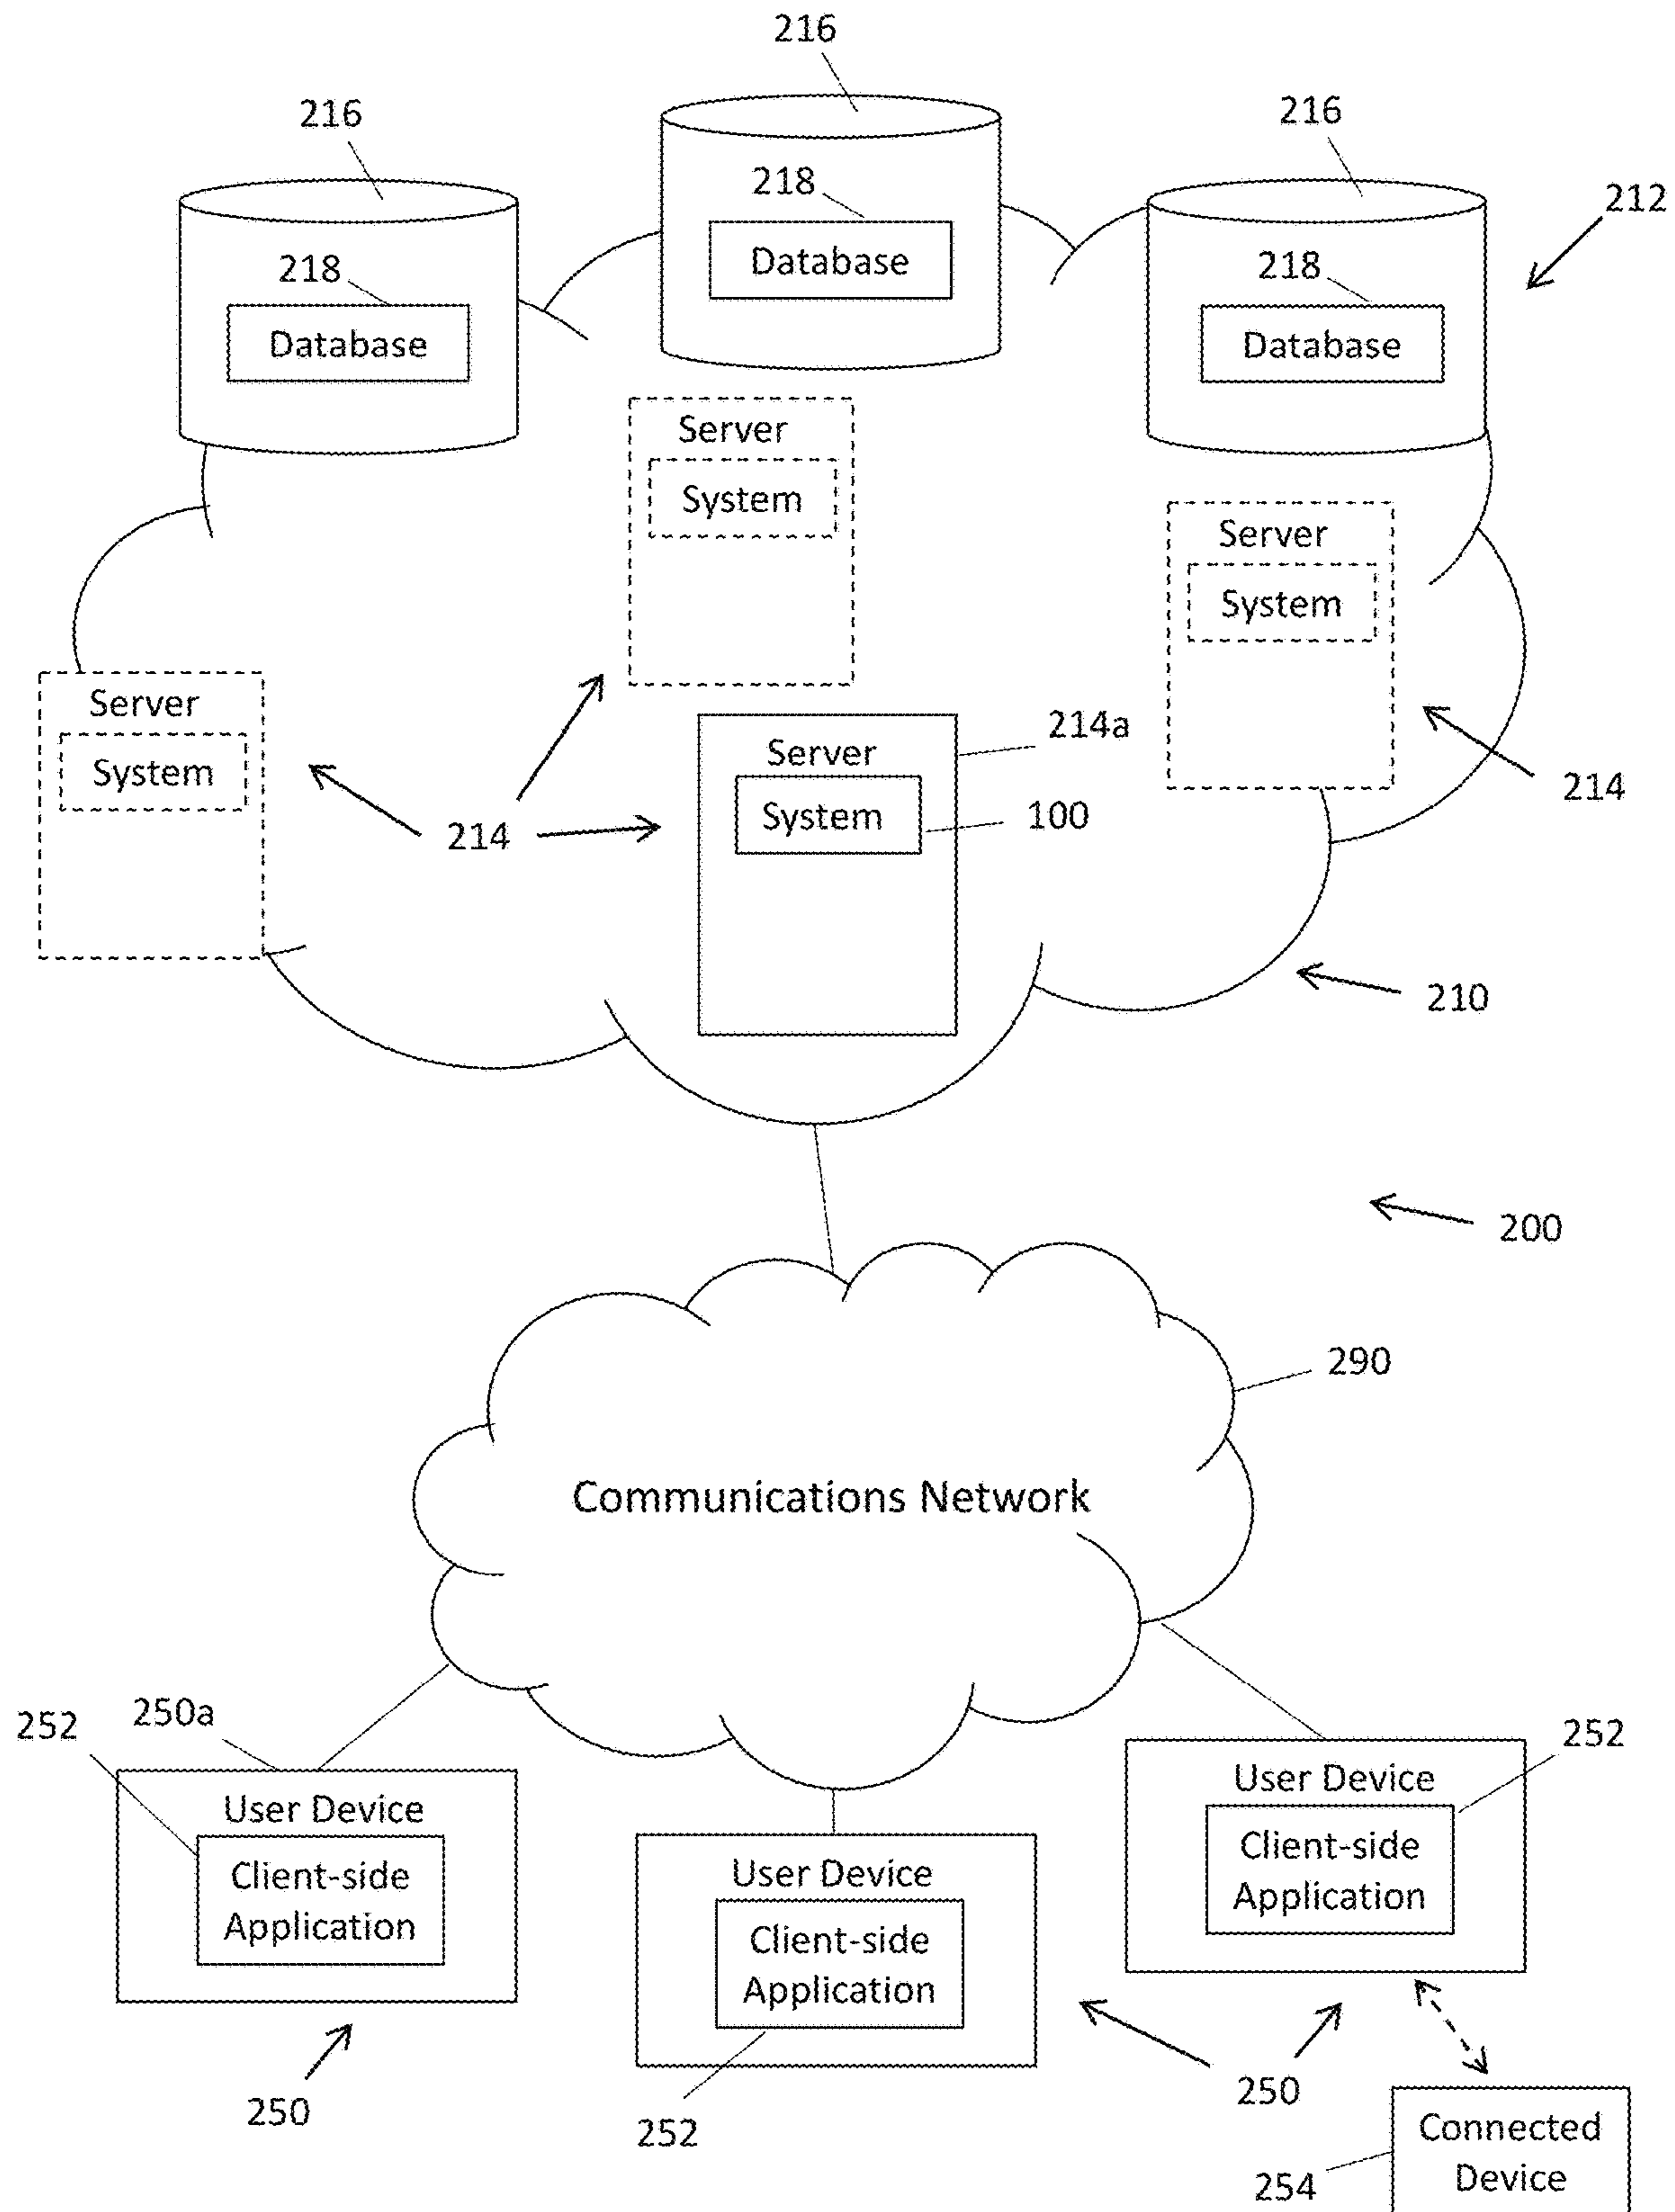 216
216
216
212
218
Database
218
Database
218
Database
Server
System
Server
System
Server
System
214
214a
Server
System
100
214
210
200
290
Communications Network
252
250a
User Device
Client-side
Application
User Device
Client-side
Application
252
User Device
Client-side
Application
250
252
250
254
Connected
Device